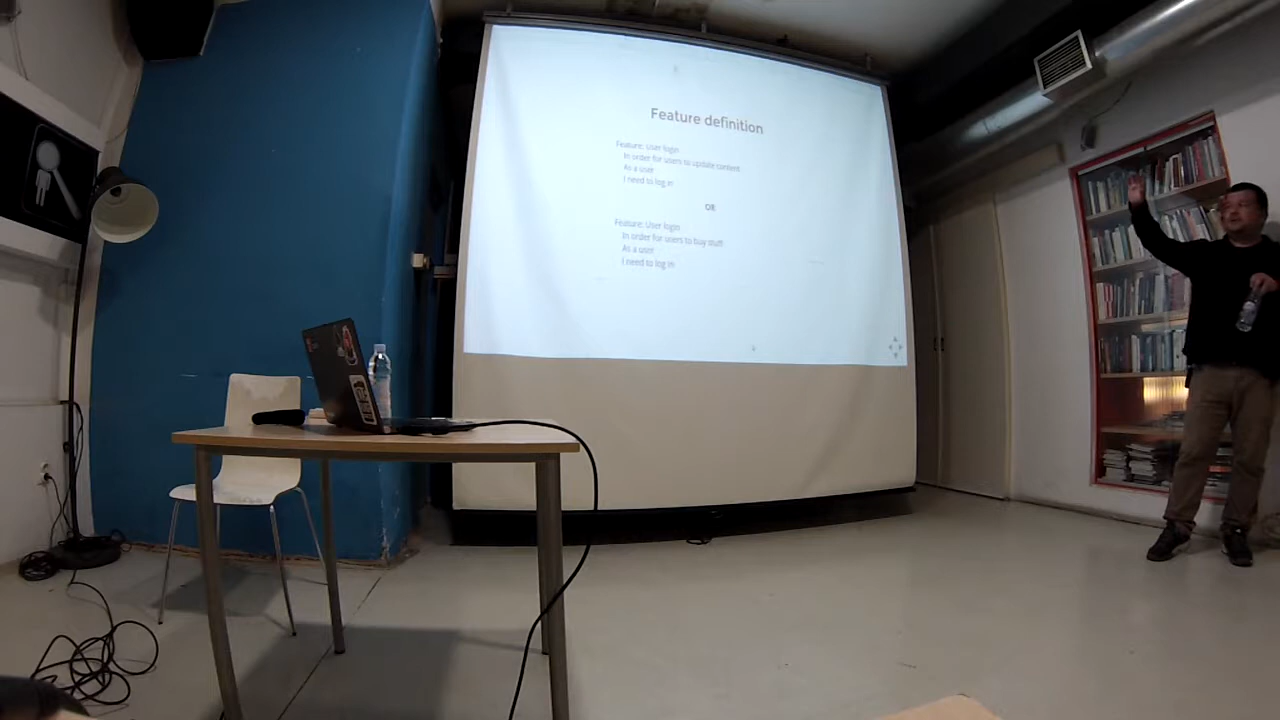 Feature definition
Feature: User login
In order for users to update content
As a user
I need to log in
OR
Feature: User login
In order for users to buy stuff
As a user
I need to log in